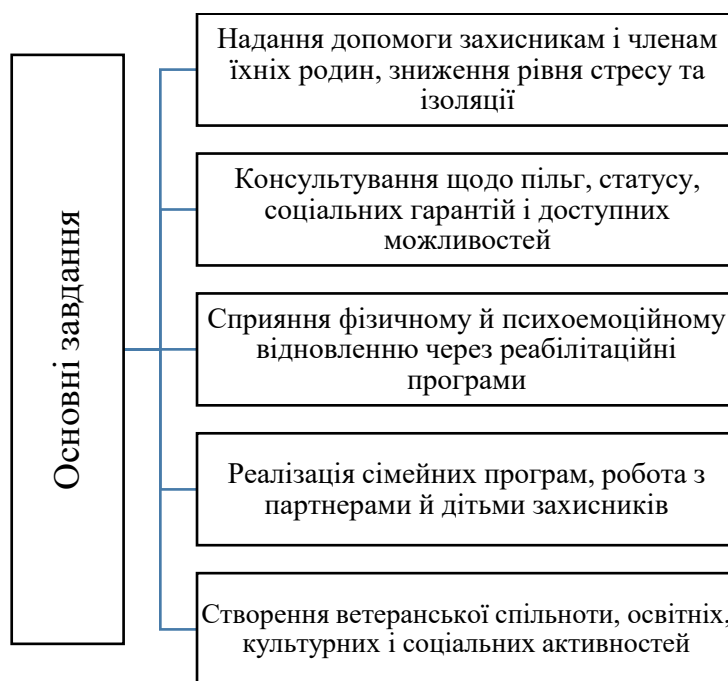 Основні завдання
Надання допомоги захисникам і членам
їхніх родин, зниження рівня стресу та
ізоляції
Консультування щодо пільг, статусу,
соціальних гарантій і доступних
можливостей
Сприяння фізичному й психоемоційному
відновленню через реабілітаційні
програми
Реалізація сімейних програм, робота з
партнерами й дітьми захисників
Створення ветеранської спільноти, освітніх,
культурних і соціальних активностей